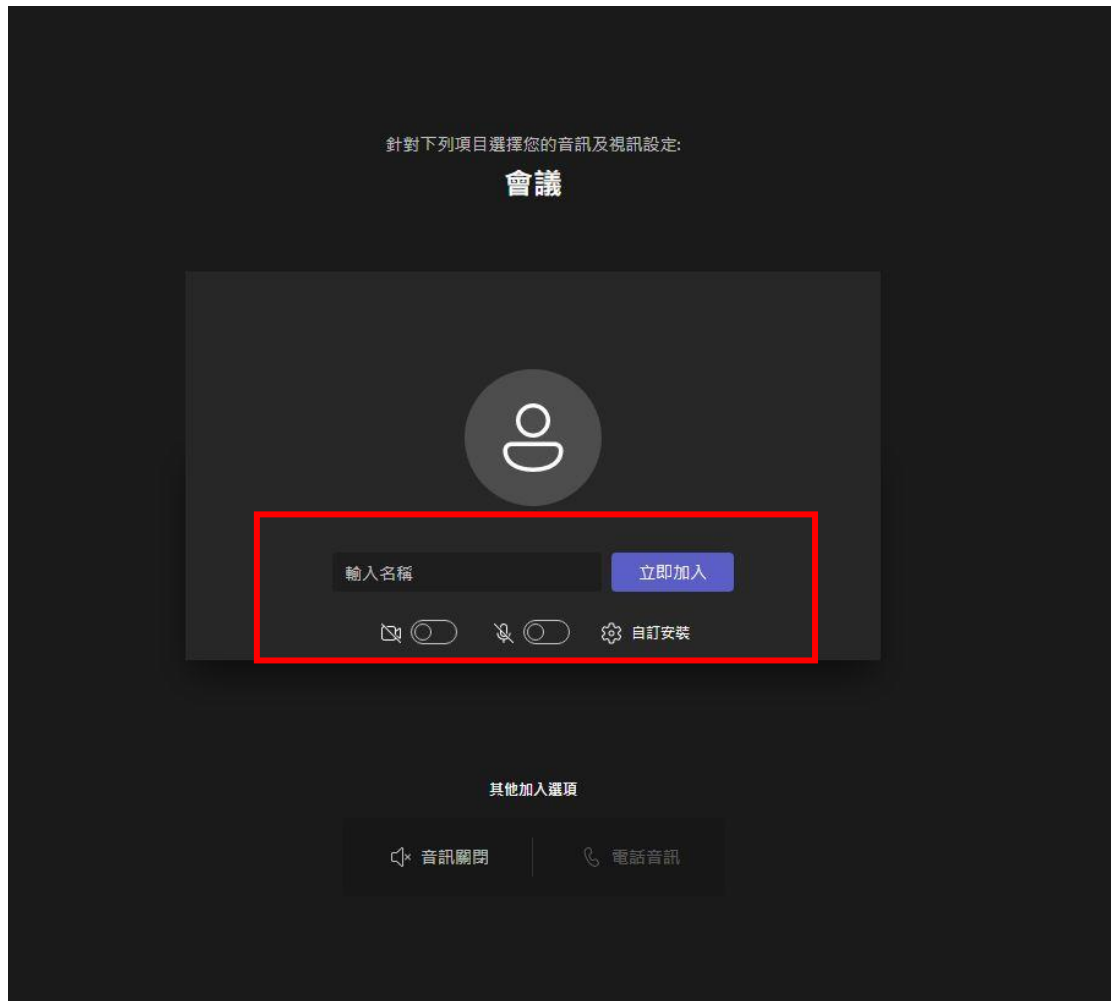 針對下列項目選擇您的音訊及視訊設定:
會議
輸入名稱
立即加入
自訂安裝
其他加入選項
音訊關閉
電話音訊